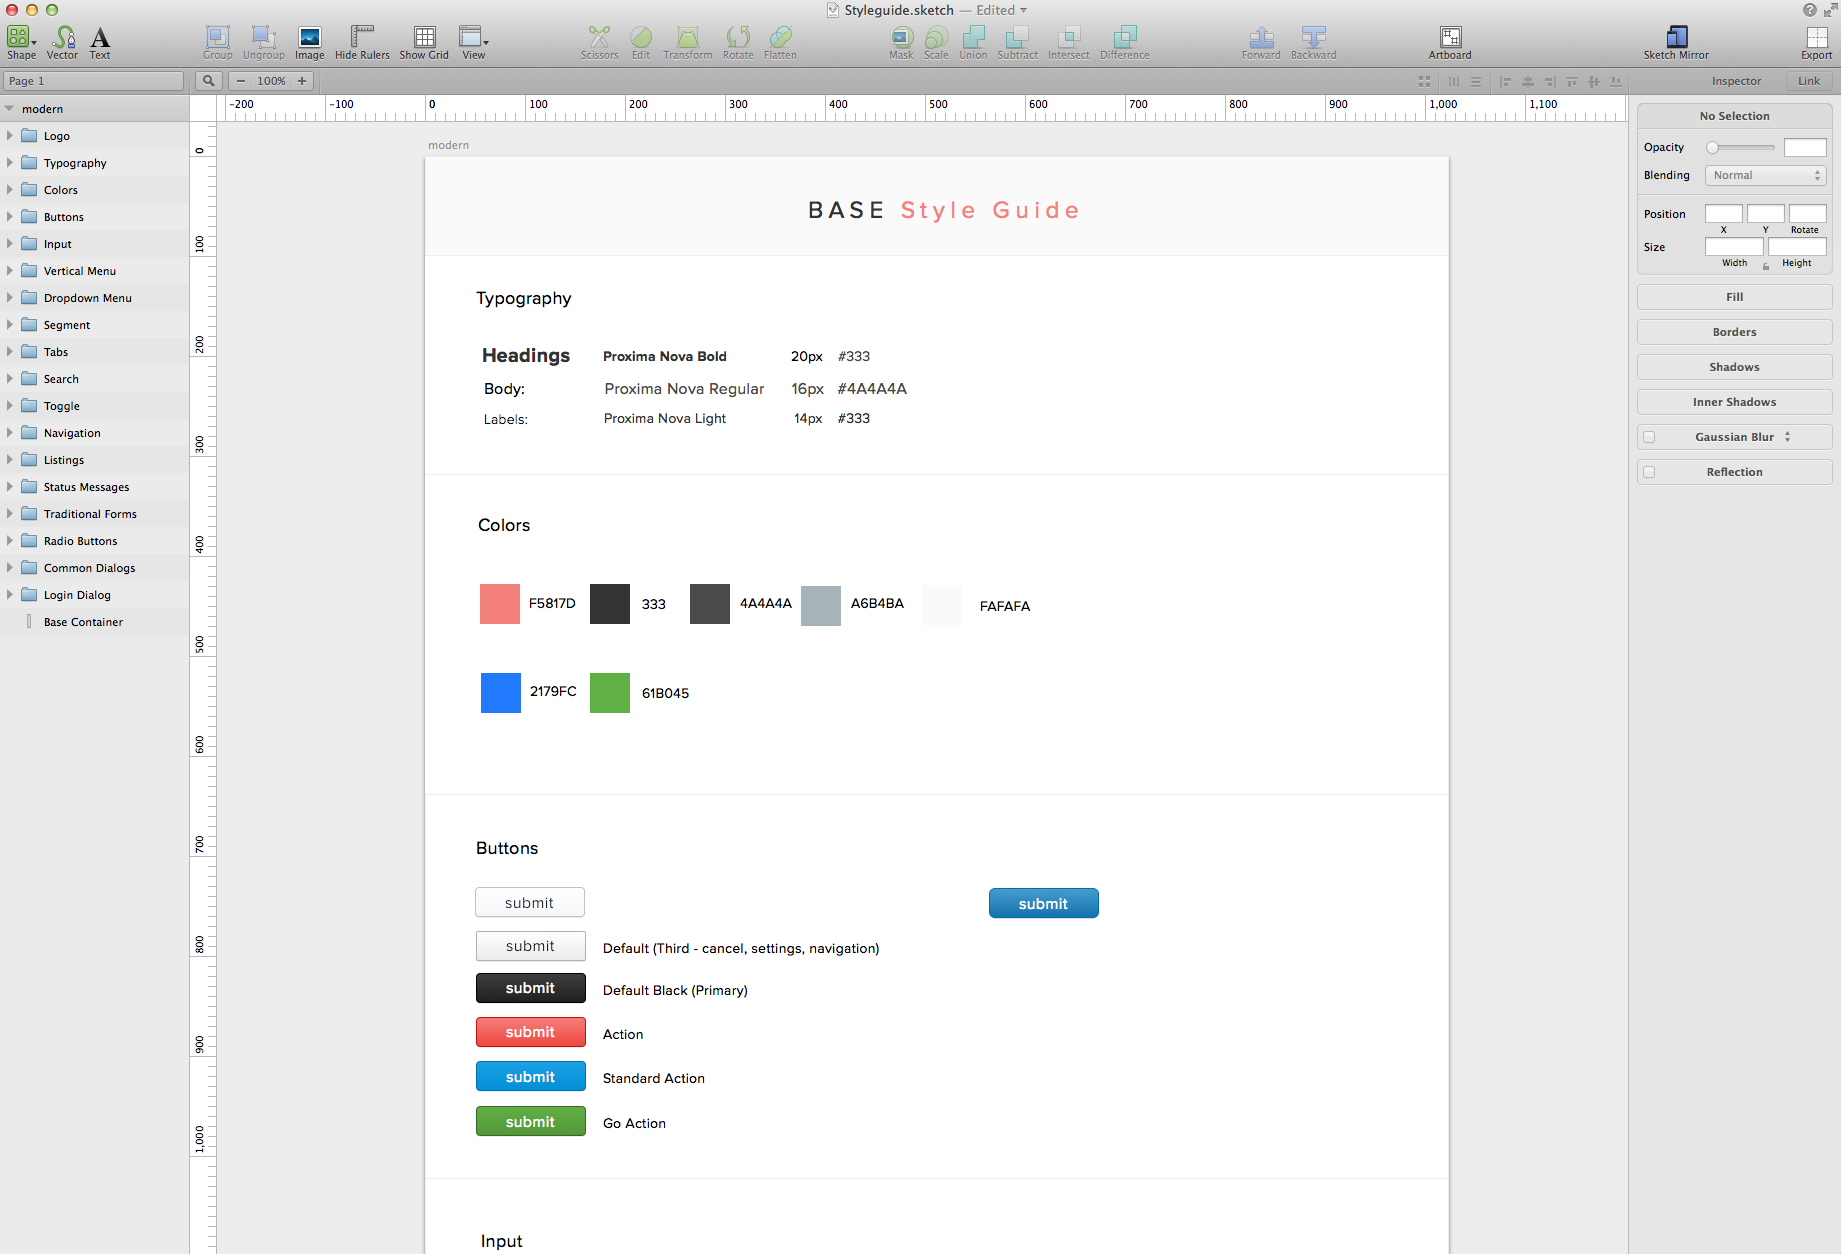 Styleguide.sketch — Edited
Shape Vector Text Group Ungroup Image Hide Rulers Show Grid View Scissors Edit Transform Rotate Flatten Mask Scale Union Subtract Intersect Difference Forward Backward Artboard Sketch Mirror Export
Page 1 − 100% + Inspector Link
-200 -100 0 100 200 300 400 500 600 700 800 900 1,000 1,100
0
100
200
300
400
500
600
700
800
900
1,000
modern
Logo
Typography
Colors
Buttons
Input
Vertical Menu
Dropdown Menu
Segment
Tabs
Search
Toggle
Navigation
Listings
Status Messages
Traditional Forms
Radio Buttons
Common Dialogs
Login Dialog
Base Container
modern
BASE Style Guide
Typography
Headings Proxima Nova Bold 20px #333
Body: Proxima Nova Regular 16px #4A4A4A
Labels: Proxima Nova Light 14px #333
Colors
F5817D 333 4A4A4A A6B4BA FAFAFA
2179FC 61B045
Buttons
submit submit
submit Default (Third - cancel, settings, navigation)
submit Default Black (Primary)
submit Action
submit Standard Action
submit Go Action
Input
No Selection
Opacity
Blending Normal
Position
X Y Rotate
Size
Width Height
Fill
Borders
Shadows
Inner Shadows
Gaussian Blur
Reflection